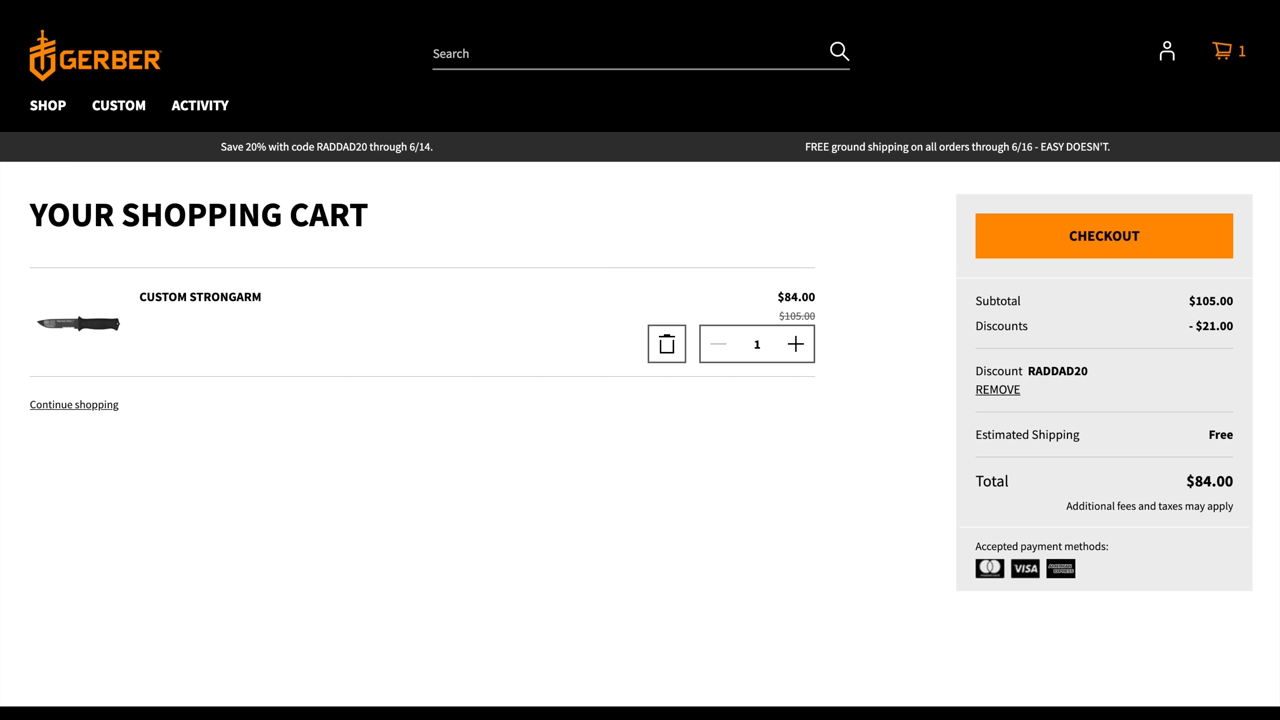 GERBER
Search
1
SHOP CUSTOM ACTIVITY
Save 20% with code RADDAD20 through 6/14.
FREE ground shipping on all orders through 6/16 - EASY DOESN'T.
YOUR SHOPPING CART
CUSTOM STRONGARM
$84.00
$105.00
1
Continue shopping
CHECKOUT
Subtotal $105.00
Discounts - $21.00
Discount RADDAD20
REMOVE
Estimated Shipping Free
Total $84.00
Additional fees and taxes may apply
Accepted payment methods:
VISA AMERICAN EXPRESS